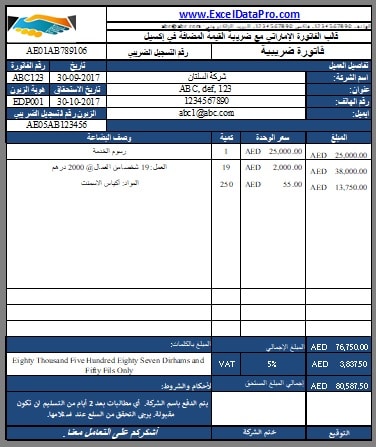 www.ExcelDataPro.com
قالب الفاتورة الإماراتي مع ضريبة القيمة المضافة في إكسيل
فاتورة ضريبية
رقم التسجيل الضريبي
AE01AB789106
تفاصيل العميل
التاريخ
رقم الفاتورة
اسم الشركة:
شركة السلتان
30-09-2017
ABC123
عنوان:
ABC, def, 123
تاريخ الاستحقاق
هوية الزبون
رقم الهاتف:
1234567890
30-10-2017
EDP001
ايميل:
abc1@abc.com
الزبون رقم التسجيل الضريبي
AE05AB123456
المبلغ
سعر الوحدة
كمية
وصف البضاعة
AED 25,000.00
AED 25,000.00
1
رسوم الخدمة
AED 38,000.00
AED 2,000.00
19
العمل: 19 شخصا من العمال@ 2000 درهم
AED 13,750.00
AED 55.00
250
المواد: أكياس الاسمنت
AED 76,750.00
المبلغ الإجمالي
المبلغ بالكلمات:
AED 3,837.50
5%
VAT
Eighty Thousand Five Hundred Eighty Seven Dirhams and
Fifty Fils Only
AED 80,587.50
إجمالي المبلغ المستحق
لأحكام والشروط:
يتم الدفع باسم الشركة. أي مطالبات بعد 2 أيام من التسليم لن تكون
مقبولة. يرجى التحقق من السلع عند استلامها.
التوقيع
ختم الشركة
أشكركم على التعامل معنا.